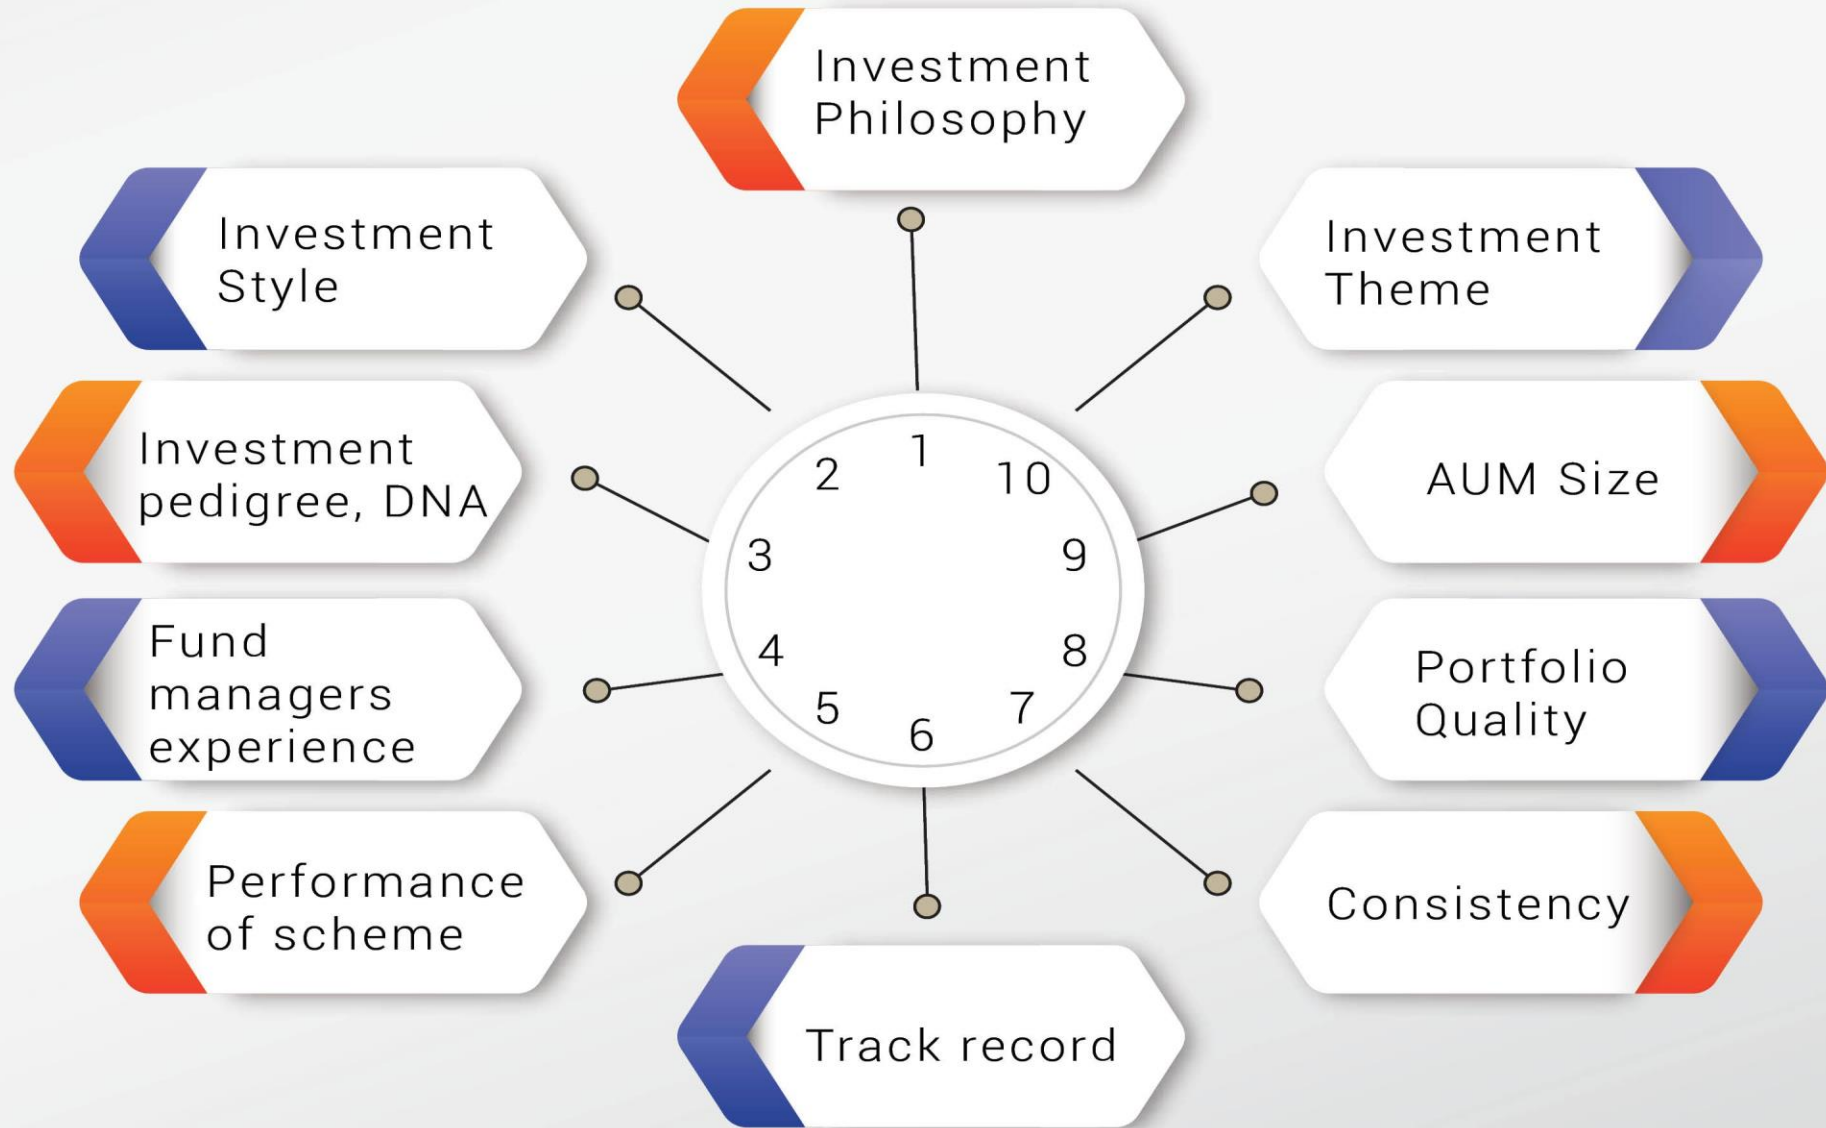 Investment
Philosophy
Investment
Style
Investment
Theme
Investment
pedigree, DNA
AUM Size
Fund
managers
experience
Portfolio
Quality
Performance
of scheme
Consistency
Track record
1
2
3
4
5
6
7
8
9
10